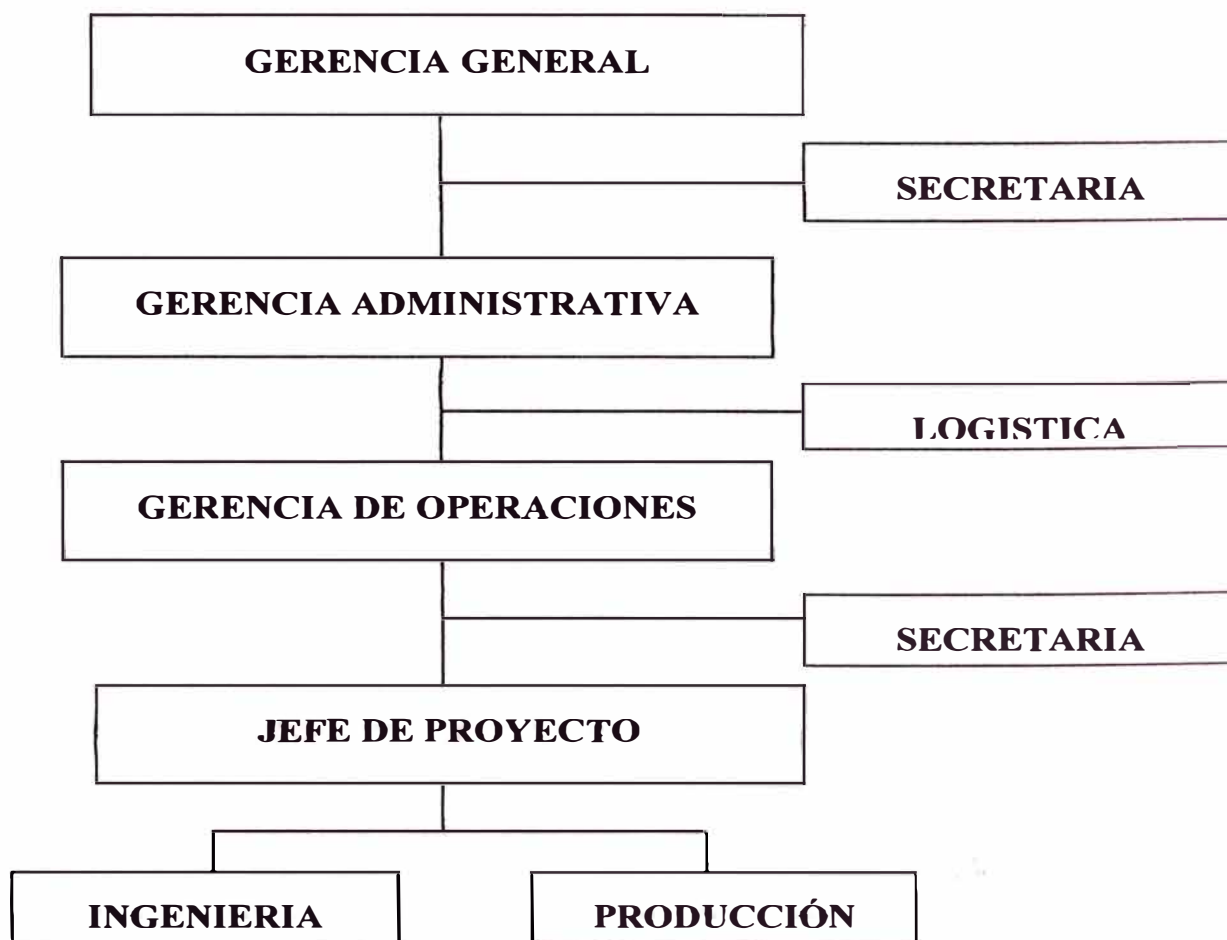 GERENCIA GENERAL
SECRETARIA
GERENCIA ADMINISTRATIVA
LOGISTICA
GERENCIA DE OPERACIONES
SECRETARIA
JEFE DE PROYECTO
INGENIERIA
PRODUCCIÓN